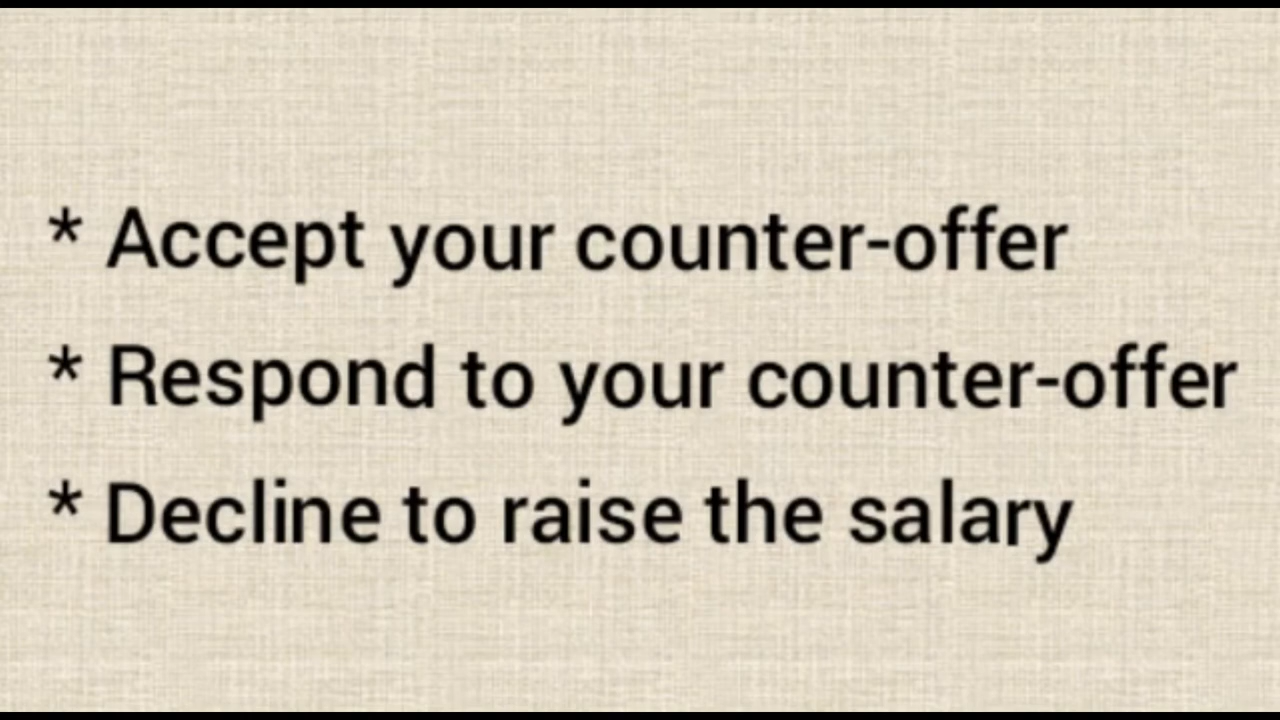 * Accept your counter-offer
* Respond to your counter-offer
* Decline to raise the salary